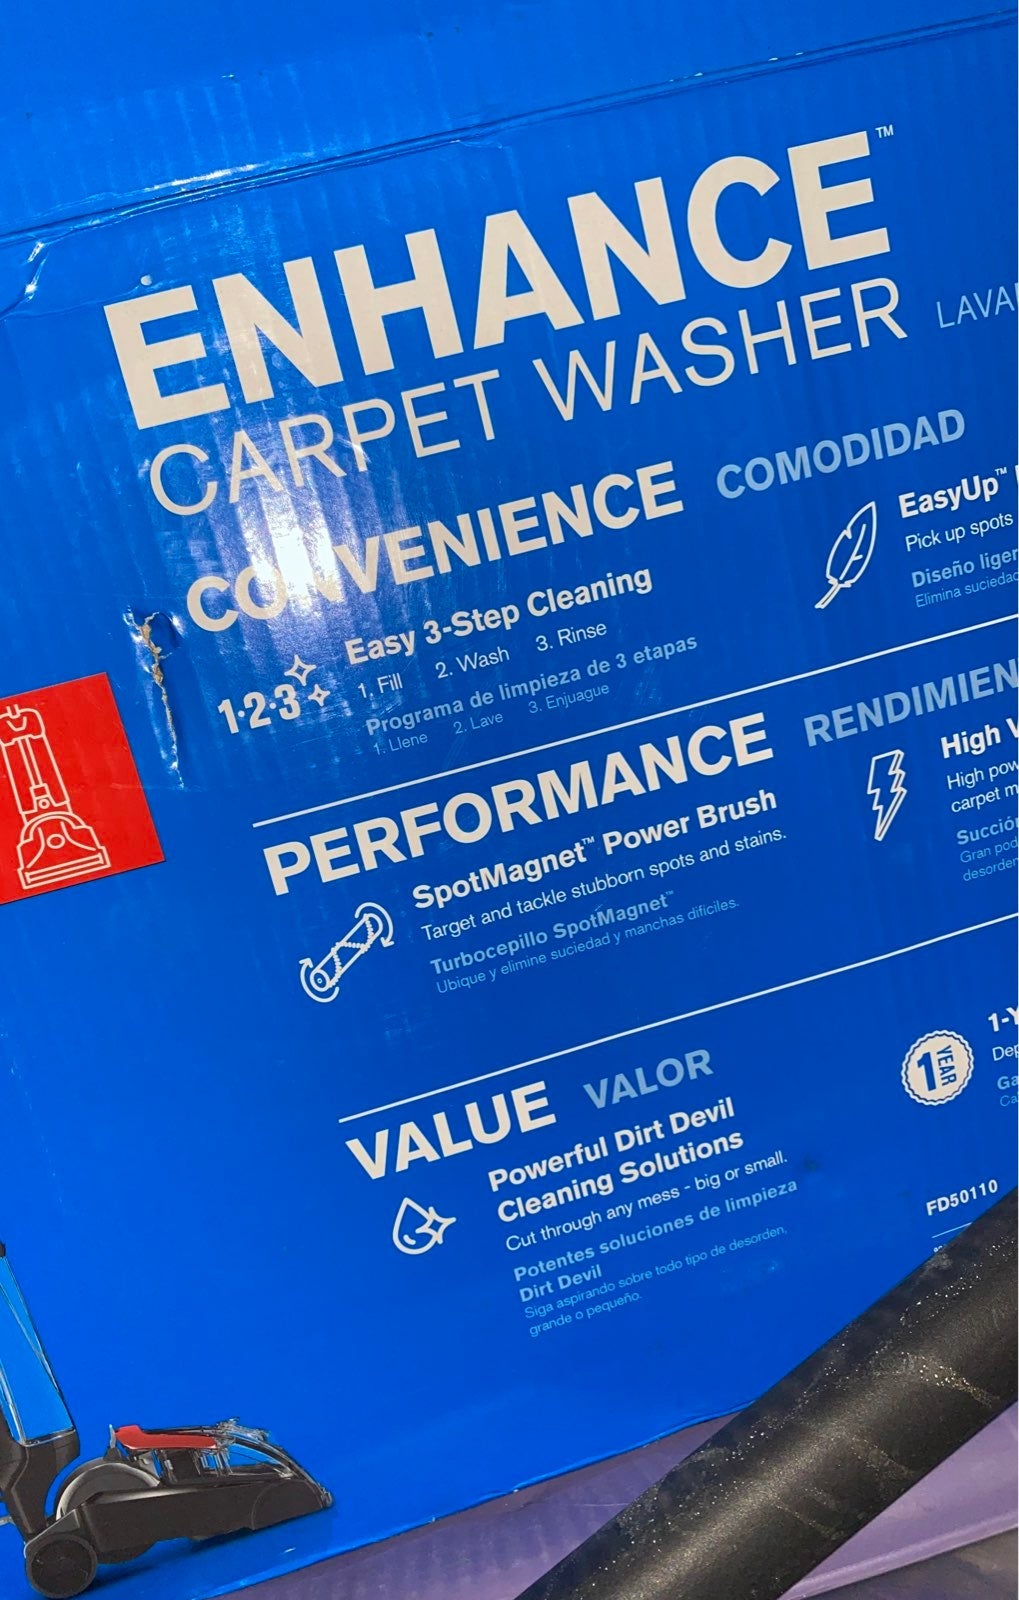 ENHANCE™
CARPET WASHER
CONVENIENCE COMODIDAD
1·2·3
Easy 3-Step Cleaning
1. Fill 2. Wash 3. Rinse
Programa de limpieza de 3 etapas
1. Llene 2. Lave 3. Enjuague
EasyUp™
Pick up spots
Diseño
Elimina
PERFORMANCE
SpotMagnet™ Power Brush
Target and tackle stubborn spots and stains.
Turbocepillo SpotMagnet™
Ubique y elimine suciedad y manchas difíciles.
High
High
carpet
Gran
VALUE VALOR
Powerful Dirt Devil
Cleaning Solutions
Cut through any mess - big or small.
Potentes soluciones de limpieza
Dirt Devil
Siga aspirando sobre todo tipo de desorden,
grande o pequeño.
1 YEAR
FD50110